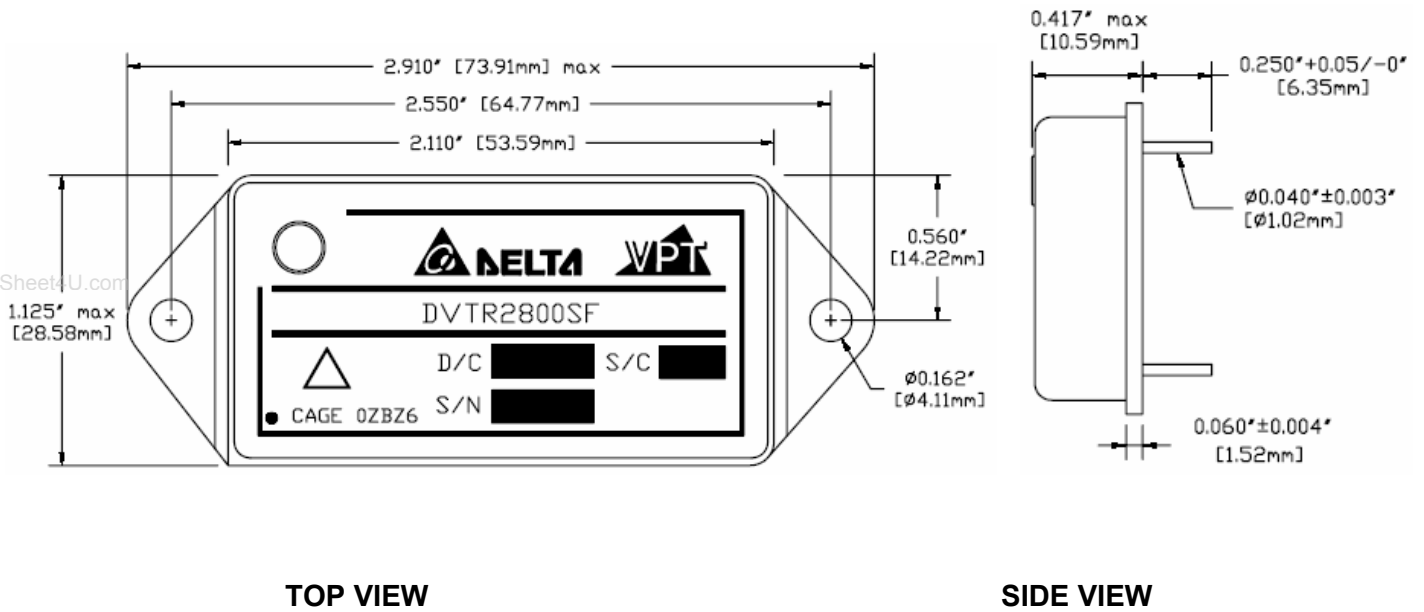 0.417" max
[10.59mm]
2.910" [73.91mm] max
0.250"+0.05/-0"
[6.35mm]
2.550" [64.77mm]
2.110" [53.59mm]
ø0.040"±0.003"
[ø1.02mm]
0.560"
[14.22mm]
DELTA
VPT
Sheet4U.com
1.125" max
[28.58mm]
DVTR2800SF
D/C
S/C
ø0.162"
[ø4.11mm]
CAGE 0ZBZ6
S/N
0.060"±0.004"
[1.52mm]
TOP VIEW
SIDE VIEW